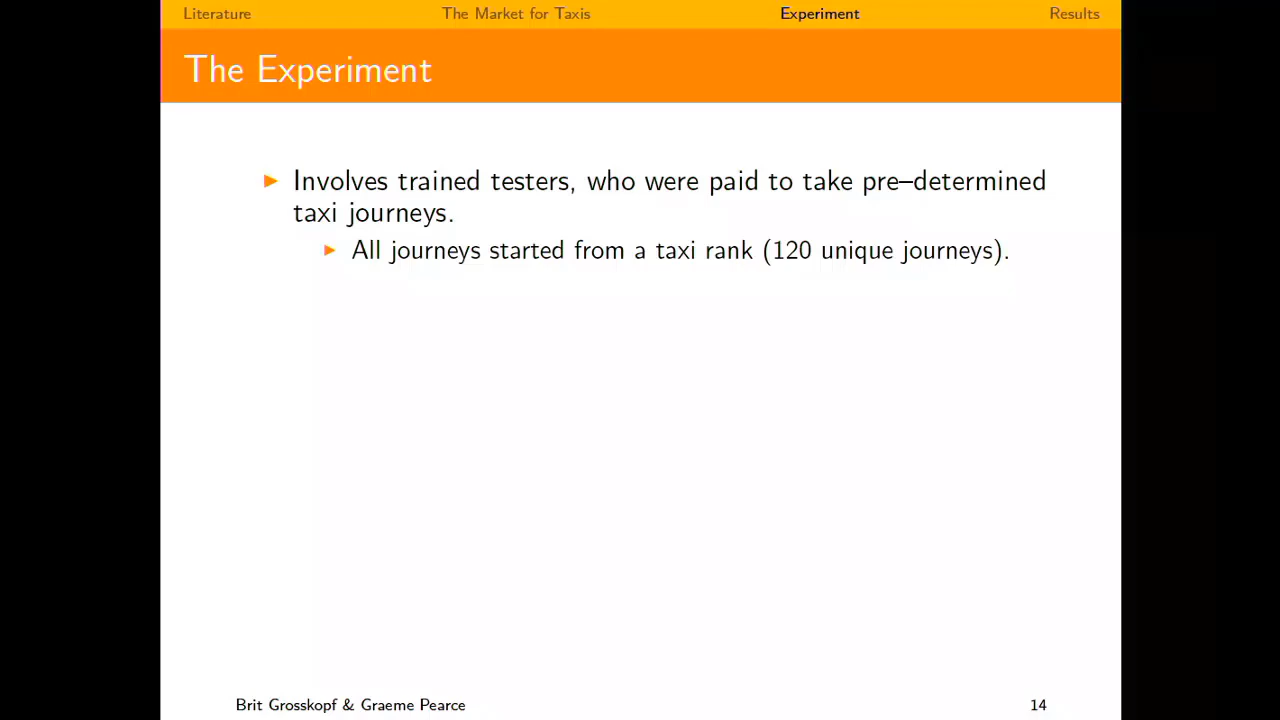 Literature The Market for Taxis Experiment Results
The Experiment
Involves trained testers, who were paid to take pre–determined
taxi journeys.
All journeys started from a taxi rank (120 unique journeys).
Brit Grosskopf & Graeme Pearce 14